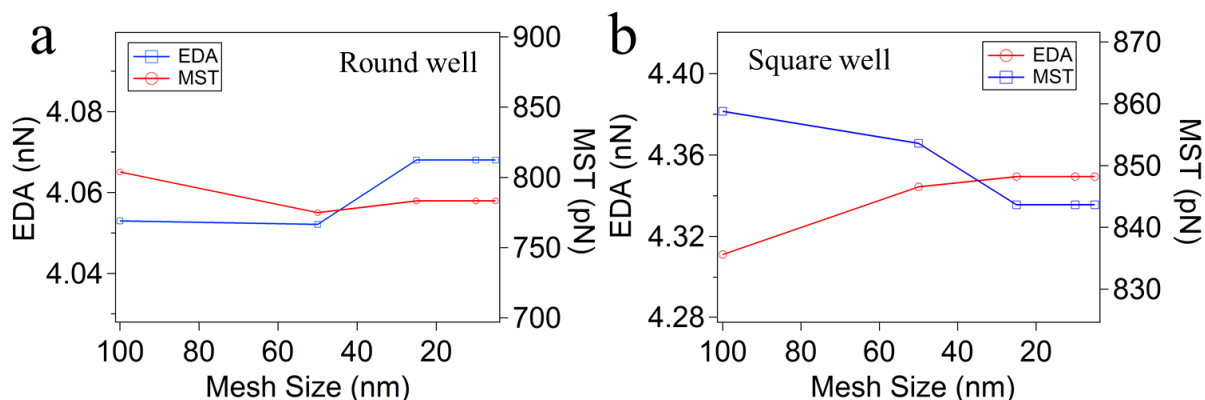 a
EDA
MST
Round well
EDA (nN)
4.08
4.06
4.04
900
850
800
750
700
MST (pN)
100
80
60
40
20
Mesh Size (nm)
b
Square well
EDA
MST
EDA (nN)
4.40
4.36
4.32
4.28
870
860
850
840
830
MST (pN)
100
80
60
40
20
Mesh Size (nm)